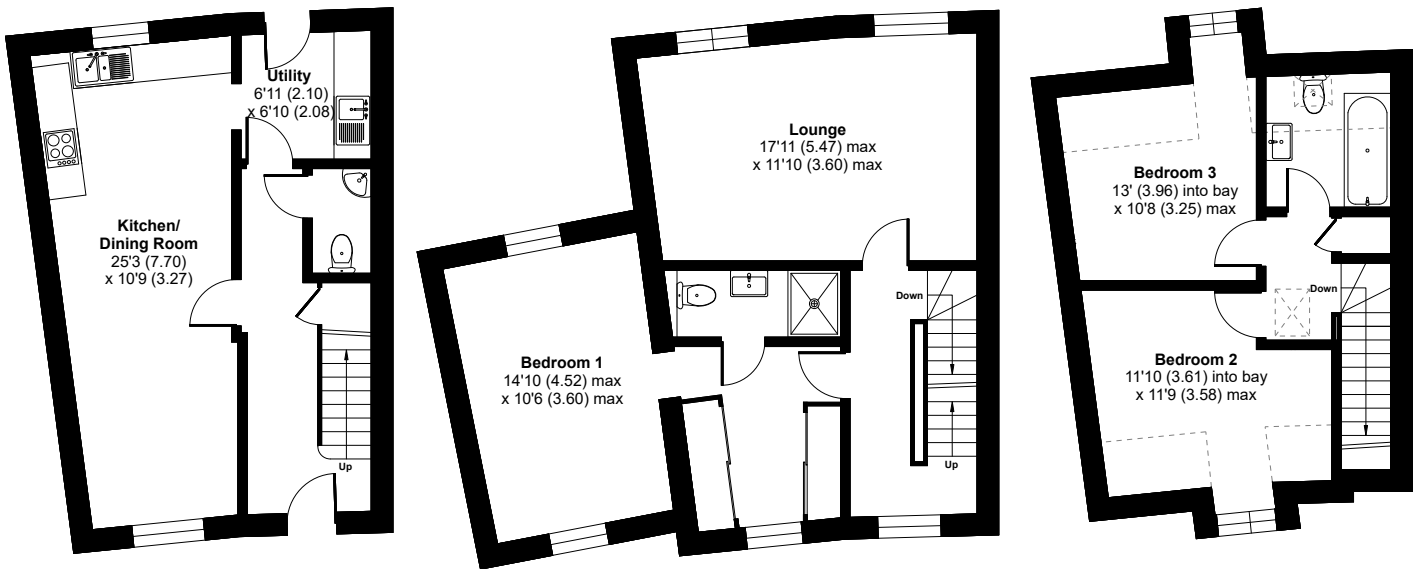 Utility
6'11 (2.10)
x 6'10 (2.08)
Kitchen/
Dining Room
25'3 (7.70)
x 10'9 (3.27)
Up
Lounge
17'11 (5.47) max
x 11'10 (3.60) max
Down
Bedroom 1
14'10 (4.52) max
x 10'6 (3.60) max
Up
Bedroom 3
13' (3.96) into bay
x 10'8 (3.25) max
Down
Bedroom 2
11'10 (3.61) into bay
x 11'9 (3.58) max